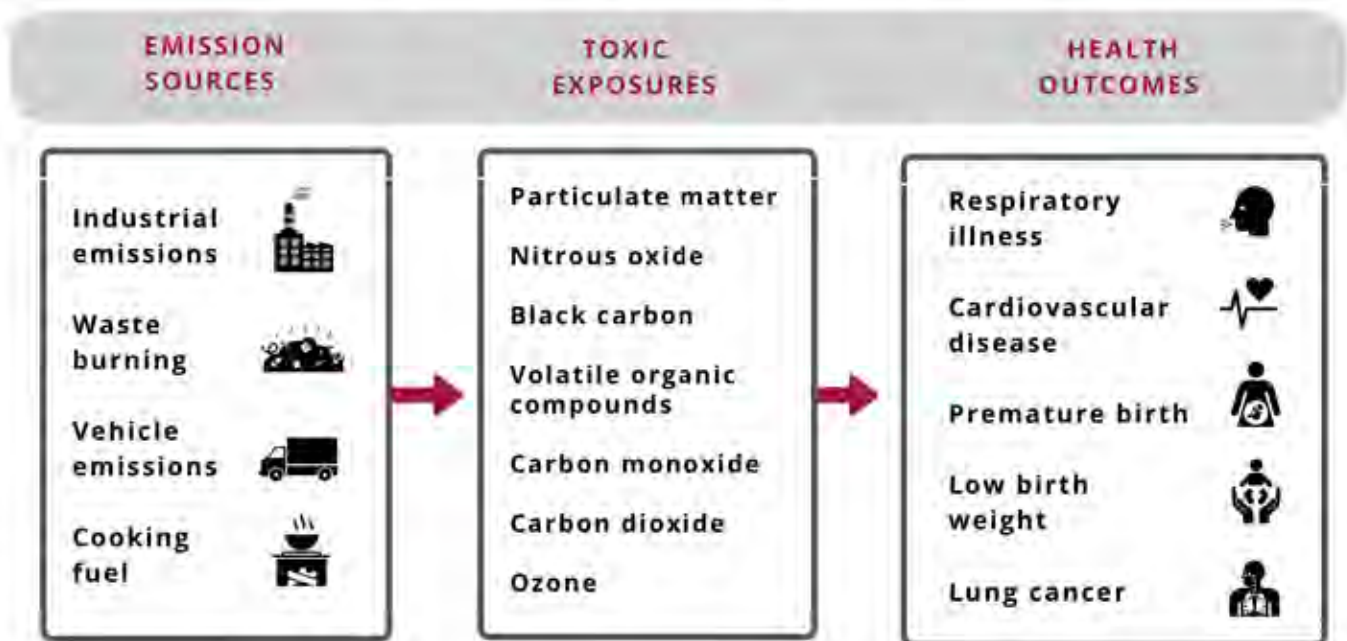 EMISSION
SOURCES
TOXIC
EXPOSURES
HEALTH
OUTCOMES
Industrial
emissions
Waste
burning
Vehicle
emissions
Cooking
fuel
Particulate matter
Nitrous oxide
Black carbon
Volatile organic
compounds
Carbon monoxide
Carbon dioxide
Ozone
Respiratory
illness
Cardiovascular
disease
Premature birth
Low birth
weight
Lung cancer